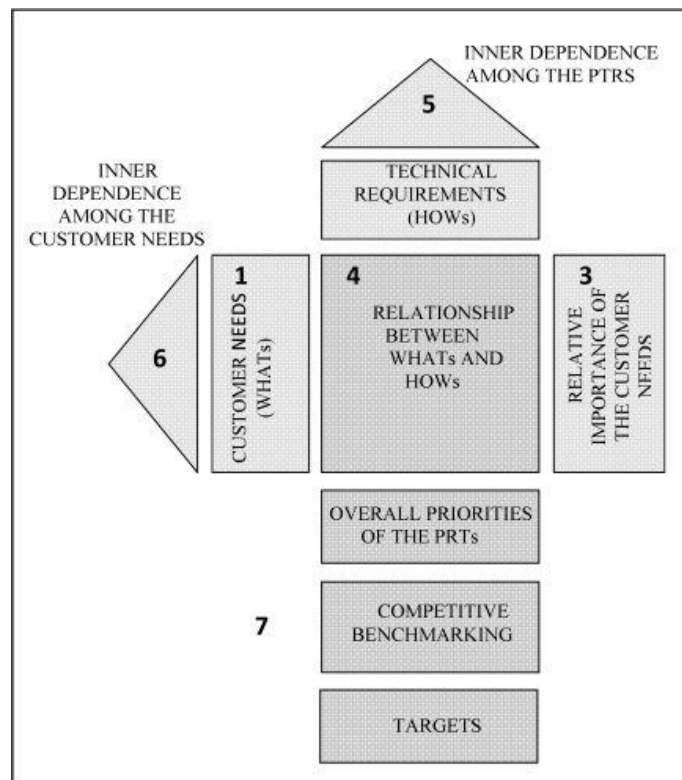 INNER DEPENDENCE
AMONG THE PTRS
5
INNER
DEPENDENCE
AMONG THE
CUSTOMER NEEDS
TECHNICAL
REQUIREMENTS
(HOWs)
6
1
CUSTOMER NEEDS
(WHATs)
4
RELATIONSHIP
BETWEEN
WHATs AND
HOWs
3
RELATIVE
IMPORTANCE OF
THE CUSTOMER
NEEDS
OVERALL PRIORITIES
OF THE PRTs
7
COMPETITIVE
BENCHMARKING
TARGETS